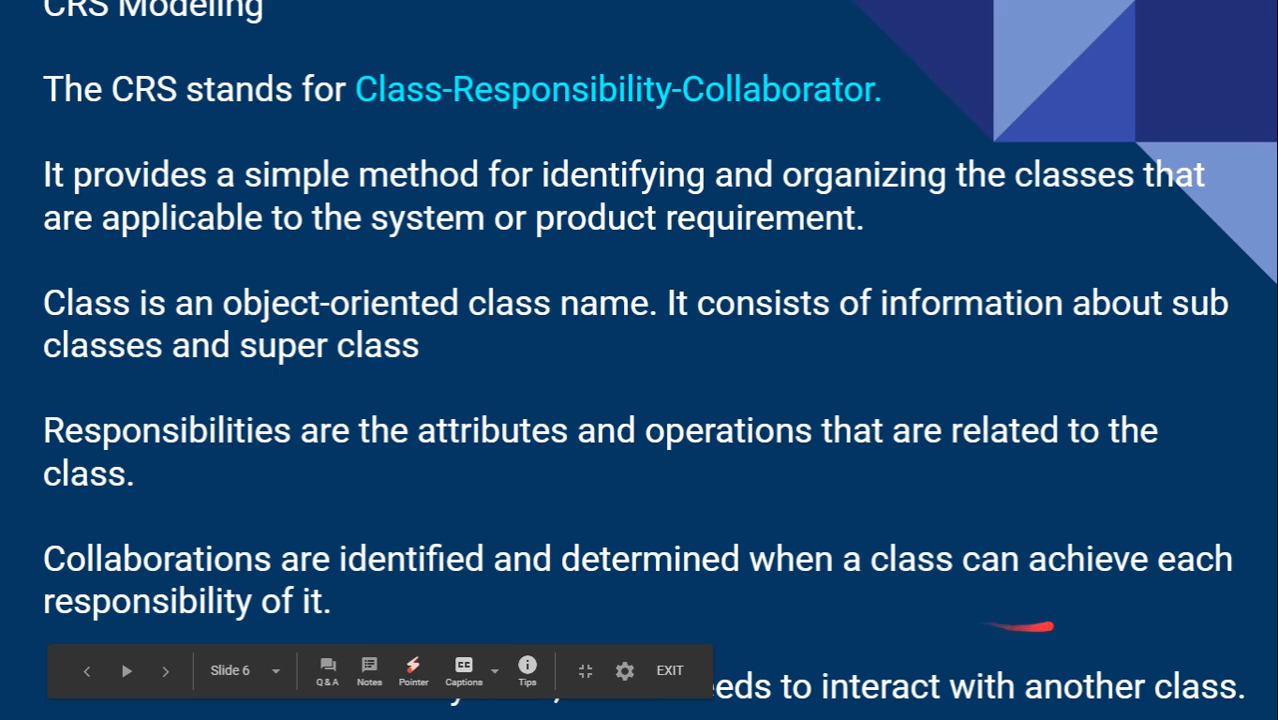 CRS Modeling
The CRS stands for Class-Responsibility-Collaborator.
It provides a simple method for identifying and organizing the classes that
are applicable to the system or product requirement.
Class is an object-oriented class name. It consists of information about sub
classes and super class
Responsibilities are the attributes and operations that are related to the
class.
Collaborations are identified and determined when a class can achieve each
responsibility of it.
to interact with another class.
Slide 6
Q&A Notes Pointer CC Captions Tips EXIT